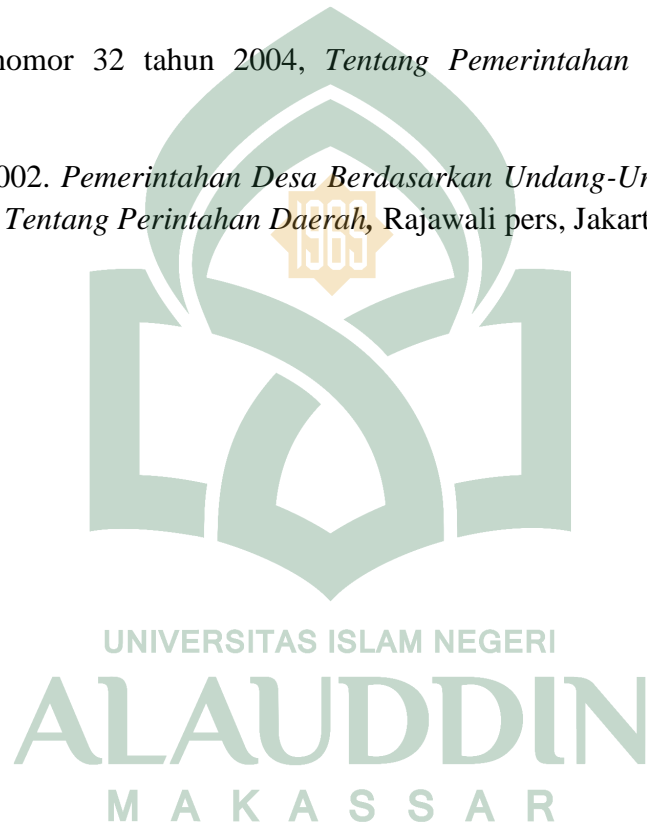 nomor 32 tahun 2004, Tentang Pemerintahan
002. Pemerintahan Desa Berdasarkan Undang-Un
Tentang Perintahan Daerah, Rajawali pers, Jakart
1965
UNIVERSITAS ISLAM NEGERI
ALAUDDIN
MAKASSAR